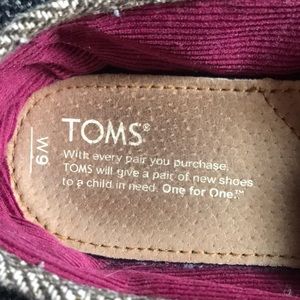 TOMS®
With every pair you purchase,
TOMS will give a pair of new shoes
to a child in need. One for One.™
W9